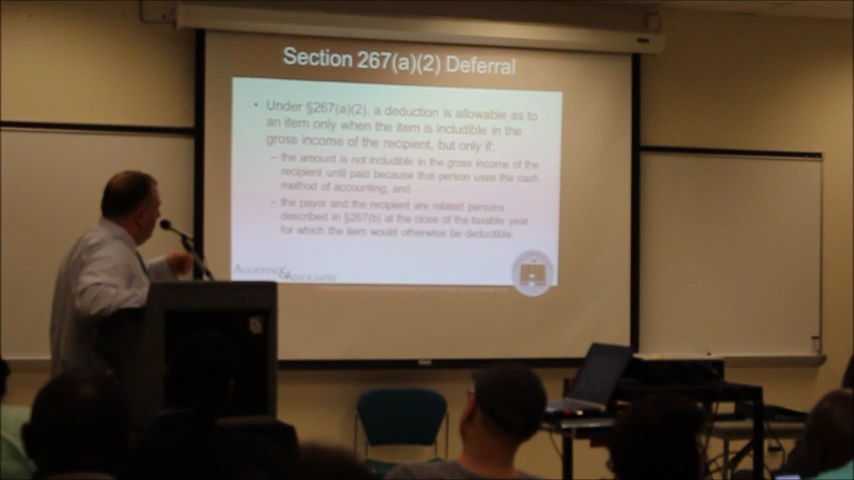 Section 267(a)(2) Deferral
• Under §267(a)(2), a deduction is allowable as to
an item only when the item is includible in the
gross income of the recipient, but only if;
– the amount is not includible in the gross income of the
recipient until paid because that person uses the cash
method of accounting; and
– the payor and the recipient are related persons
described in §267(b) at the close of the taxable year
for which the item would otherwise be deductible.
& ASSOCIATES